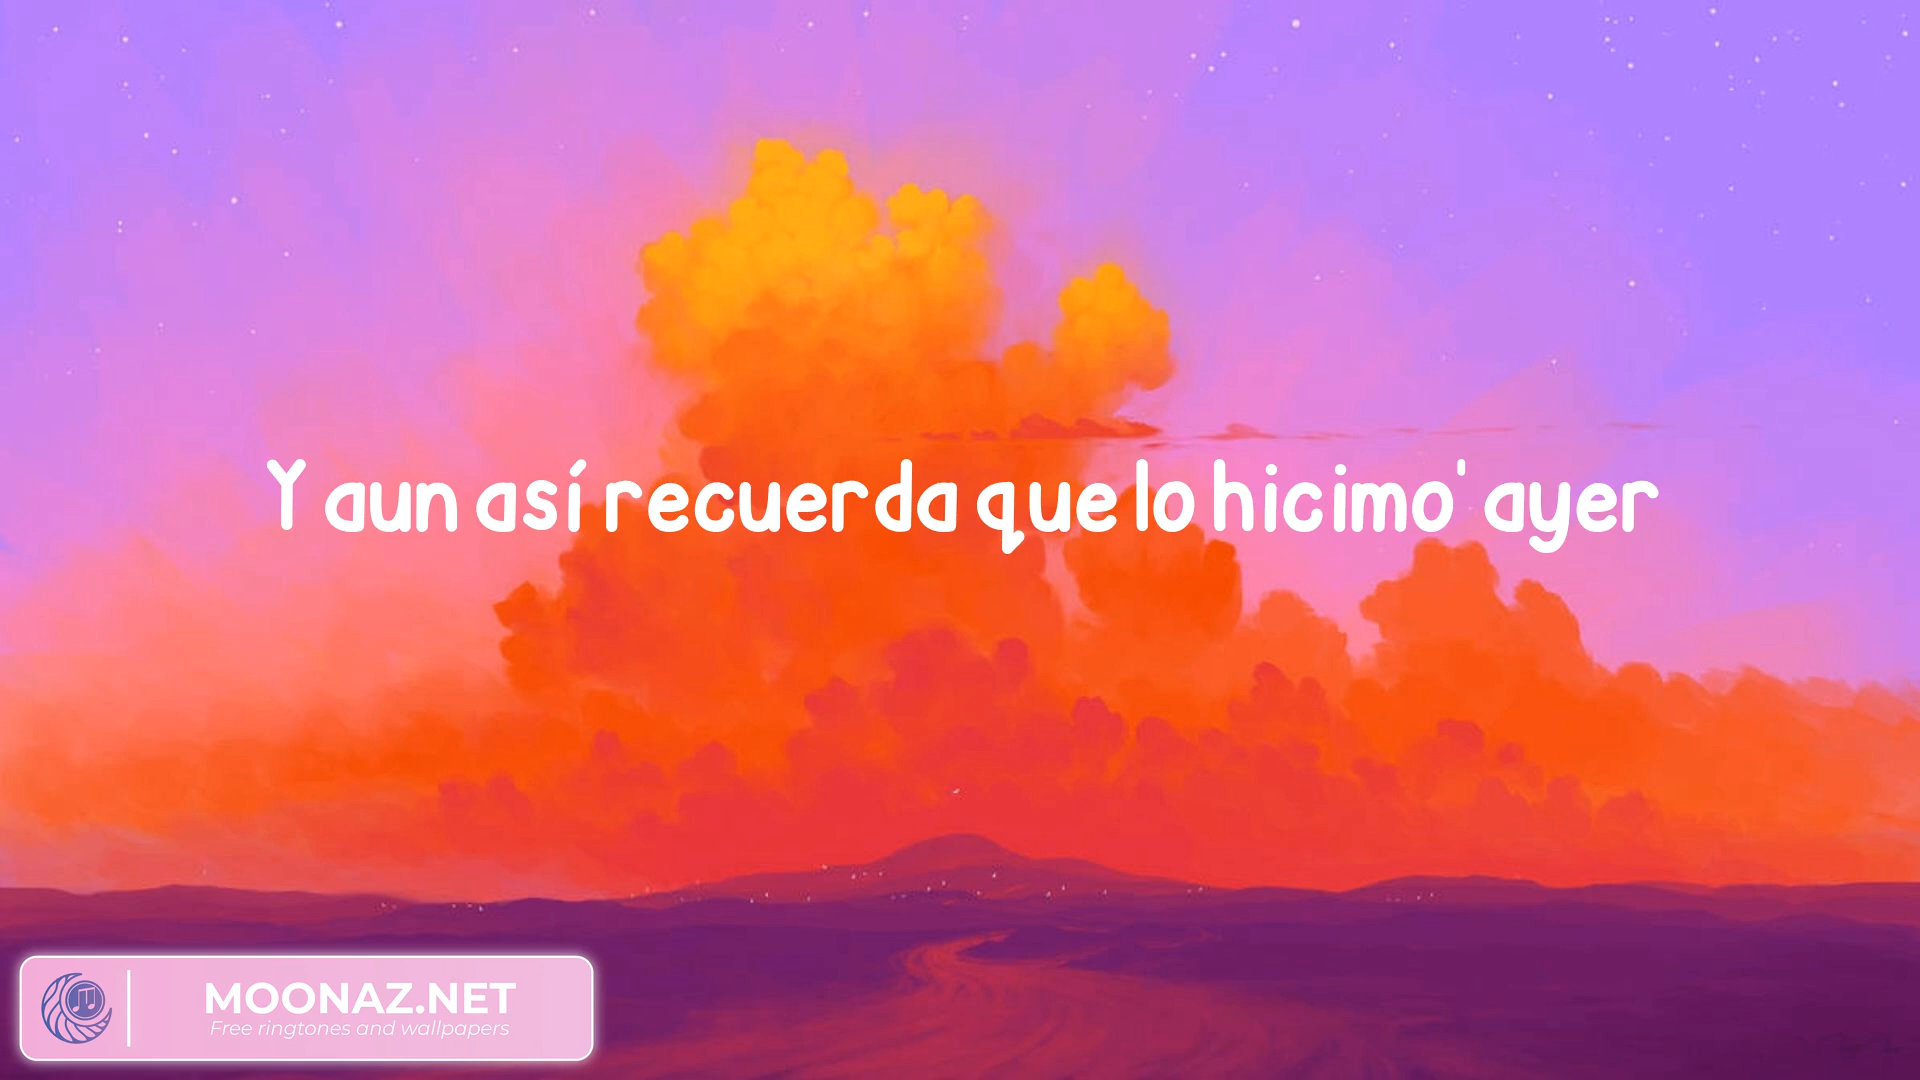 Y aun así recuerda que lo hicimo' ayer
MOONAZ.NET
Free ringtones and wallpapers